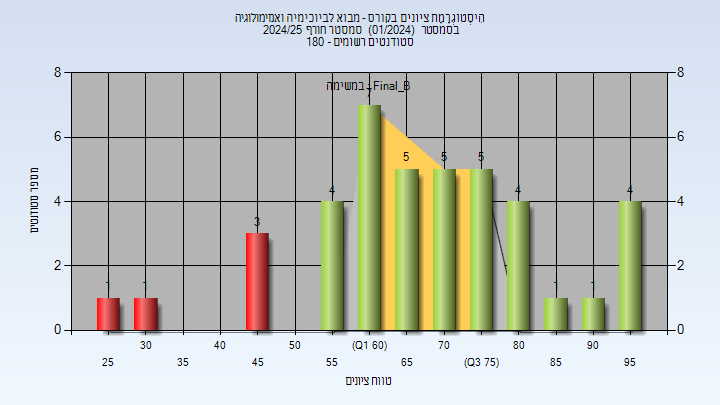 הִיסְטוֹגְרָמָת ציונים בקורס - מבוא לביוכימיה ואמימולוגיה
בסמסטר (01/2024) סמסטר חורף 2024/25
סטודנטים רשומים - 180
במשימה : Final_B
מספר סטודנטים
8 8
6 6
4 4
2 2
0 0
1 1 3 4 7 5 5 5 4 1 1 4
30 40 50 (Q1 60) 70 80 90
25 35 45 55 65 (Q3 75) 85 95
טווח ציונים